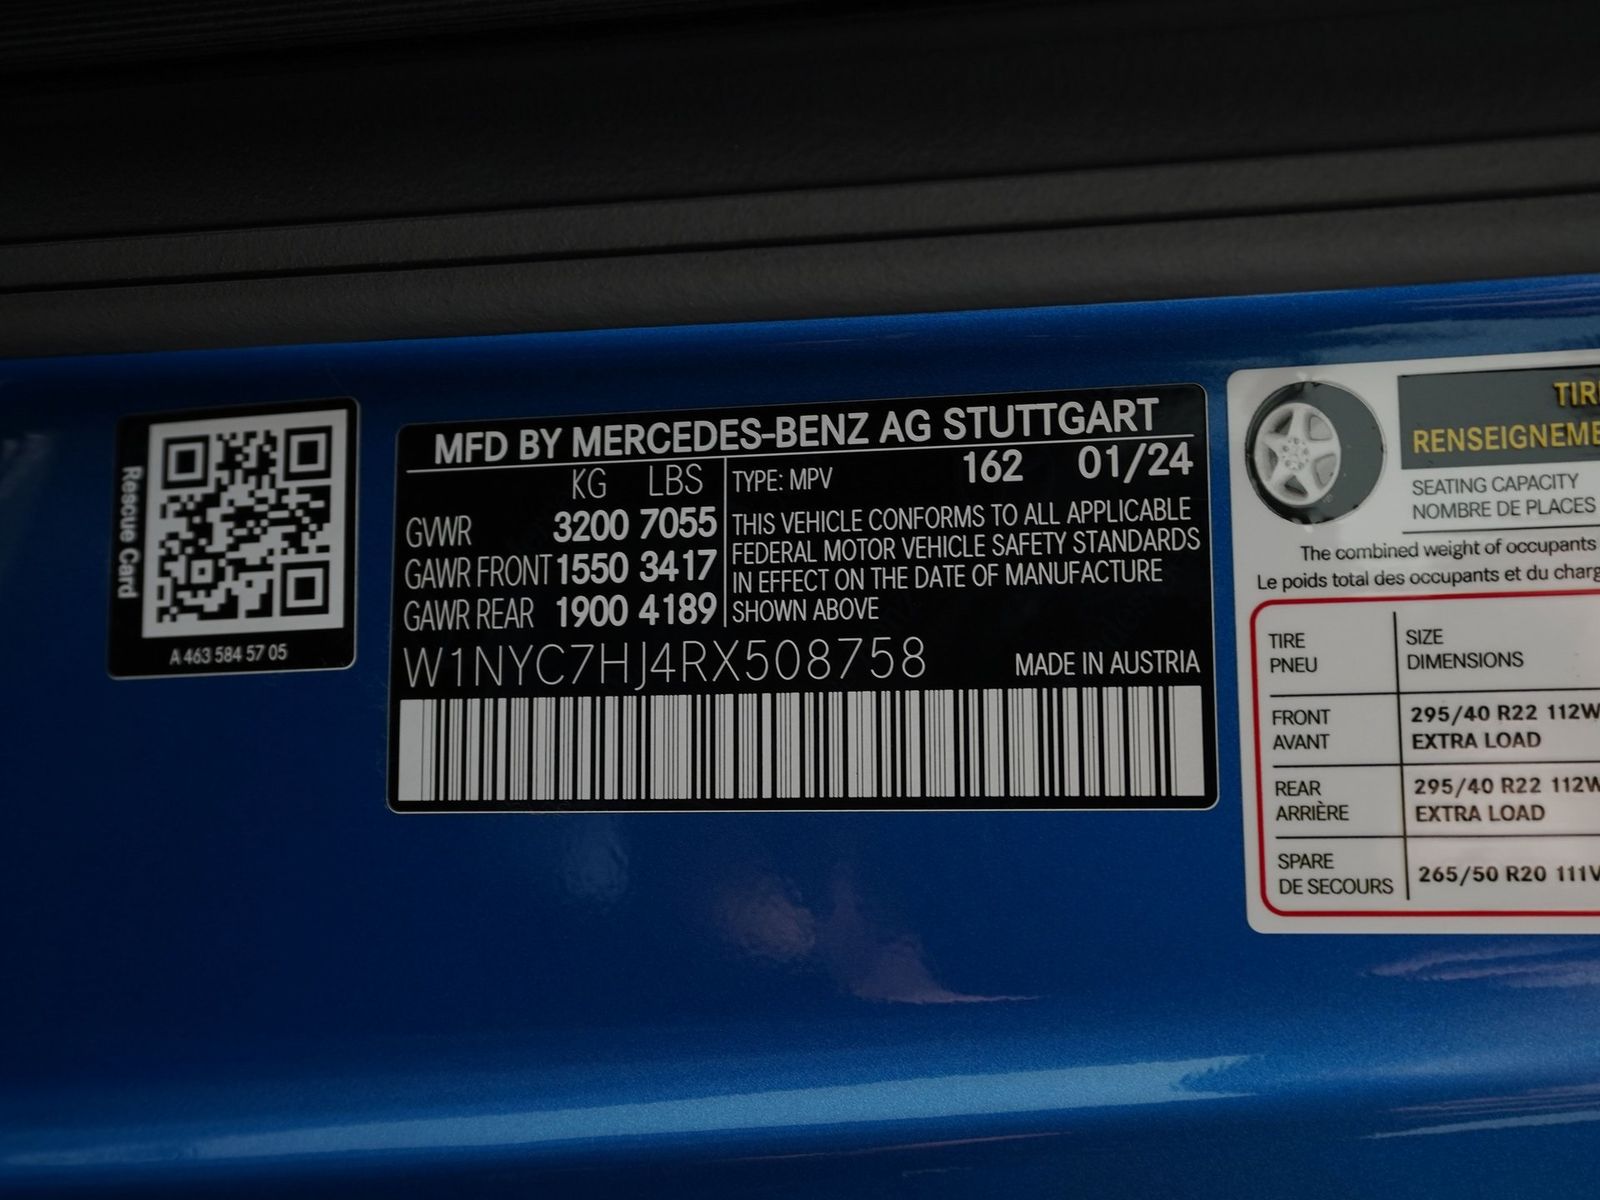 Rescue Card
A 463 584 57 05
MFD BY MERCEDES-BENZ AG STUTTGART
KG LBS
GVWR 3200 7055
GAWR FRONT 1550 3417
GAWR REAR 1900 4189
TYPE: MPV 162 01/24
THIS VEHICLE CONFORMS TO ALL APPLICABLE
FEDERAL MOTOR VEHICLE SAFETY STANDARDS
IN EFFECT ON THE DATE OF MANUFACTURE
SHOWN ABOVE
W1NYC7HJ4RX508758
MADE IN AUSTRIA
TIR
RENSEIGNEME
SEATING CAPACITY
NOMBRE DE PLACES
The combined weight of occupants
Le poids total des occupants et du charg
TIRE
PNEU
SIZE
DIMENSIONS
FRONT
AVANT
295/40 R22 112W
EXTRA LOAD
REAR
ARRIÈRE
295/40 R22 112W
EXTRA LOAD
SPARE
DE SECOURS
265/50 R20 111V